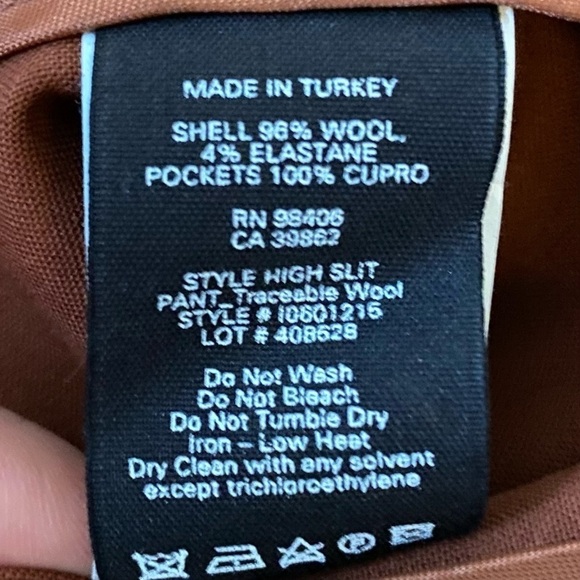 MADE IN TURKEY
SHELL 96% WOOL,
4% ELASTANE
POCKETS 100% CUPRO
RN 98406
CA 39862
STYLE HIGH SLIT
PANT_Traceable Wool
STYLE # I0601215
LOT # 408628
Do Not Wash
Do Not Bleach
Do Not Tumble Dry
Iron - Low Heat
Dry Clean with any solvent
except trichloroethylene